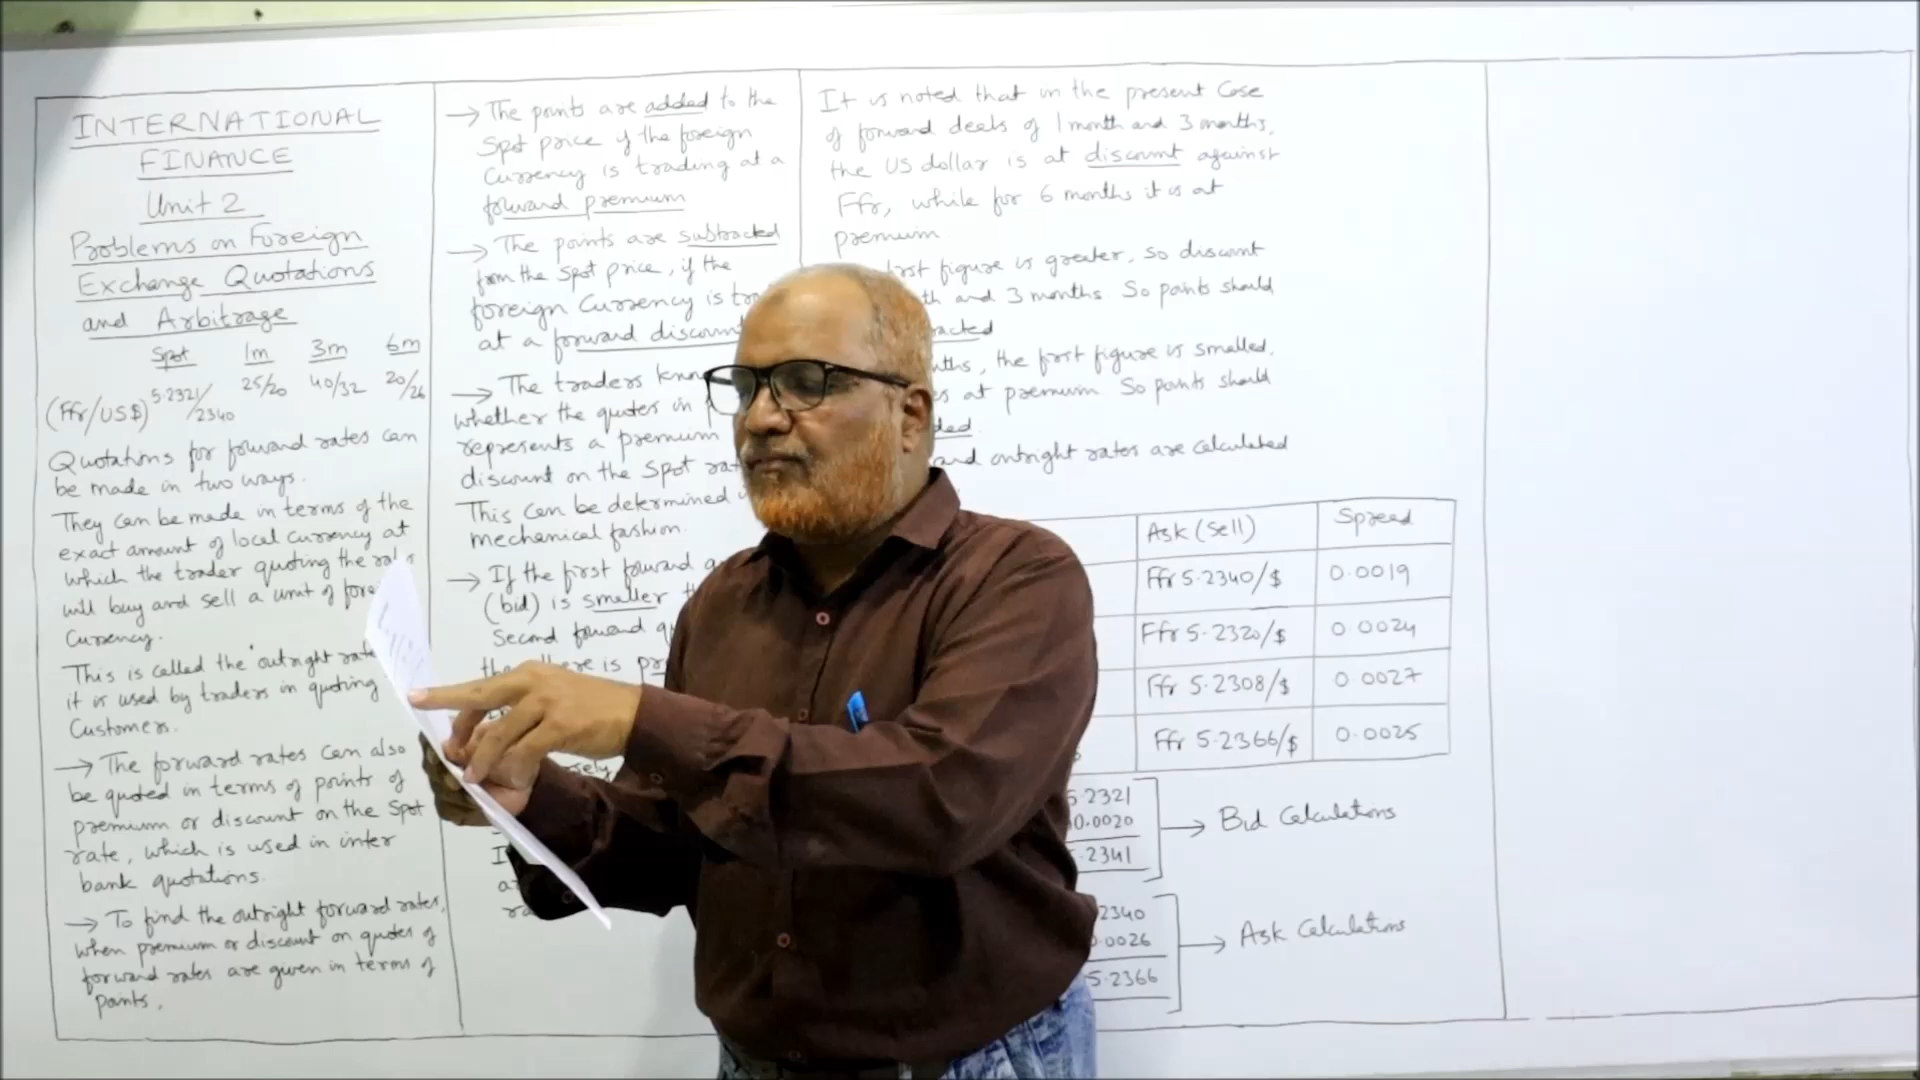 INTERNATIONAL
FINANCE
Unit 2
Problems on Foreign
Exchange Quotations
and Arbitrage
Spot 1m 3m 6m
(Ffr/US$) 5.2321/2340 25/20 40/32 20/26
Quotations for forward rates can
be made in two ways.
They can be made in terms of the
exact amount of local currency at
which the trader quoting the
will buy and sell a unit of
Currency.
This is called the "outright rate
it is used by traders in quoting
Customers.
→ The forward rates can also
be quoted in terms of points of
premium or discount on the Spot
rate, which is used in inter
bank quotations.
→ To find the outright forward rates,
when premium or discount on quotes of
forward rates are given in terms of
points,
→ The points are added to the
Spot price if the foreign
Currency is trading at a
forward premium
→ The points are subtracted
from the Spot price, if the
foreign Currency is
at a forward discount
→ The traders
whether the quotes in
represents a premium
discount on the Spot
This can be determined
mechanical fashion.
→ If the first forward
(bid) is smaller
Second forward
there is
It is noted that in the present Case
of forward deals of 1 month and 3 months,
the US dollar is at discount against
Ffr, while for 6 months it is at
premium
figure is greater, so discount
and 3 months So points should
the first figure is smaller,
at premium So points should
and outright rates are calculated
Ask (Sell) Spread
Ffr 5.2340/$ 0.0019
Ffr 5.2320/$ 0.0024
Ffr 5.2308/$ 0.0027
Ffr 5.2366/$ 0.0025
5.2321
0.0020
.2341
→ Bid Calculations
2340
0.0026
5.2366
→ Ask Calculations